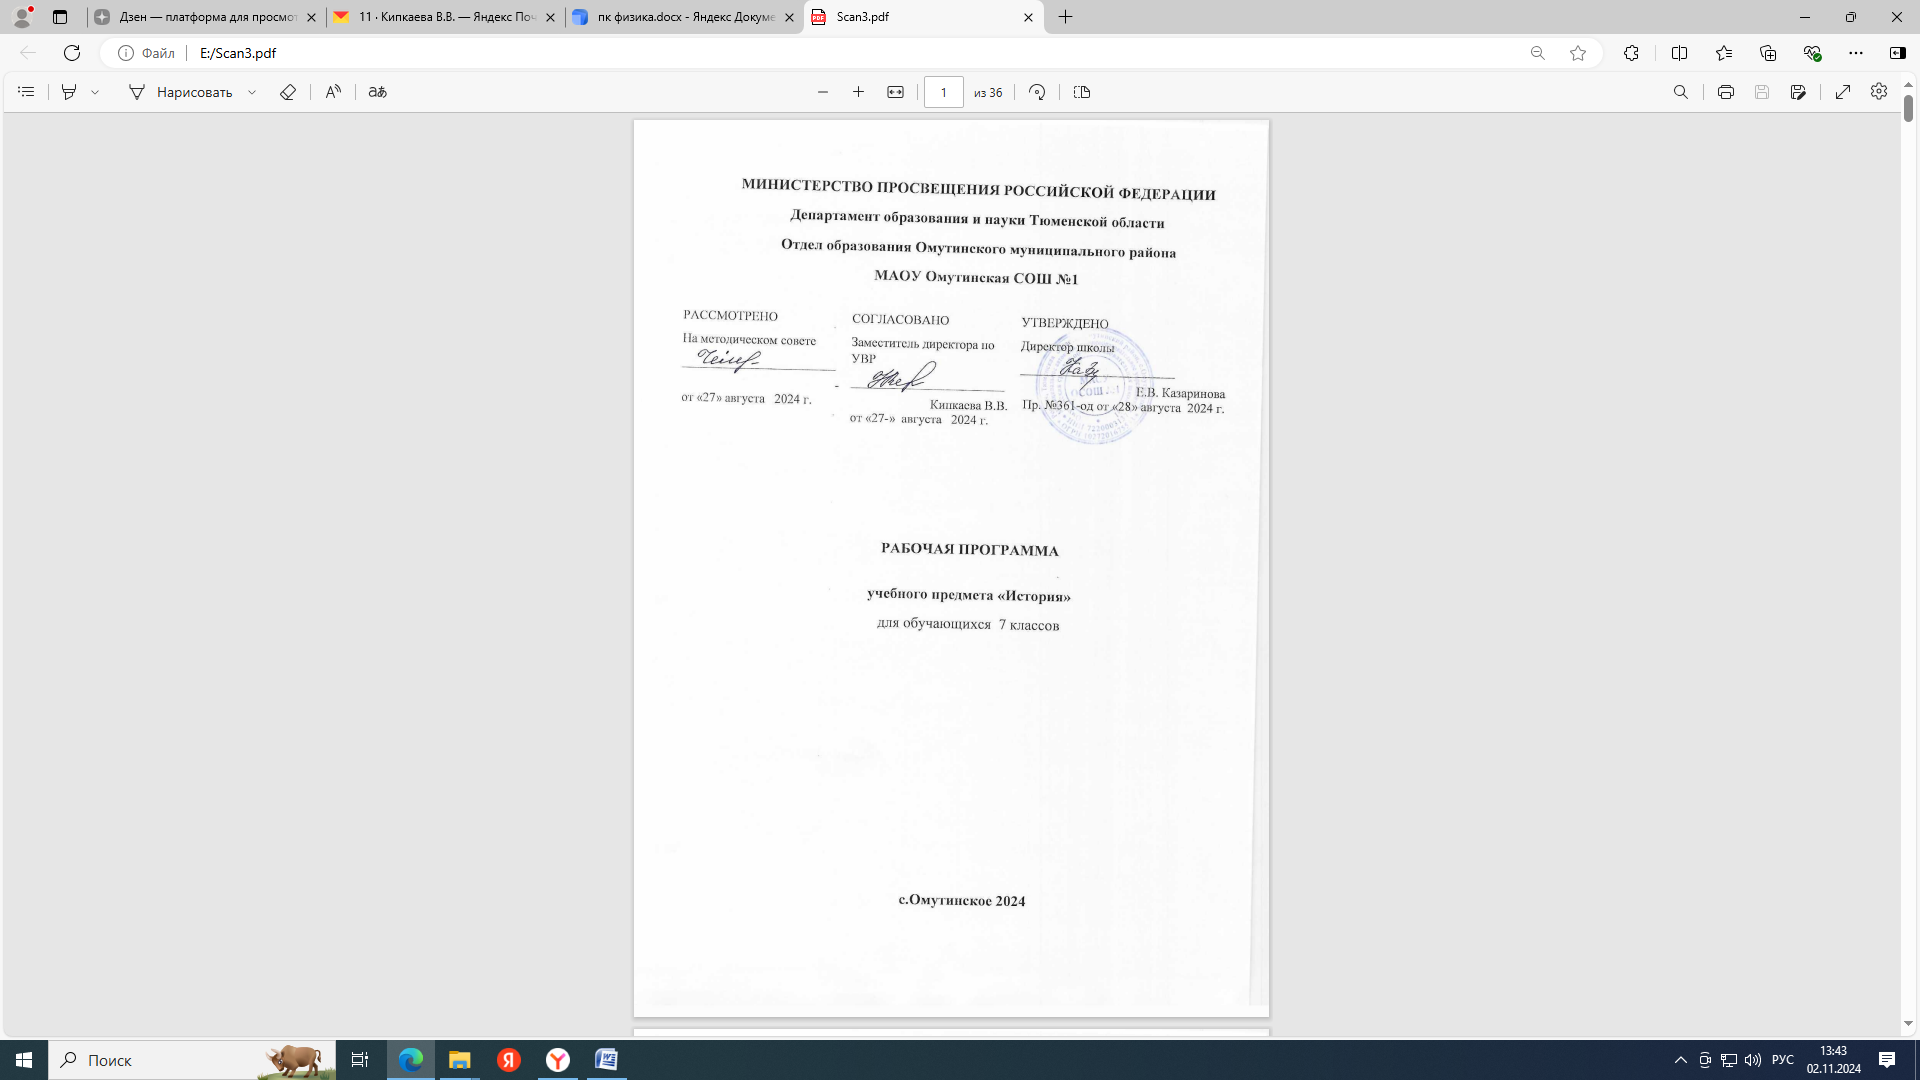 Дзен — платформа для просмот
11 · Кипкаева В.В. — Яндекс Поч
пк физика.docx - Яндекс Докуме
Scan3.pdf
Файл
E:/Scan3.pdf
Нарисовать
1 из 36
МИНИСТЕРСТВО ПРОСВЕЩЕНИЯ РОССИЙСКОЙ ФЕДЕРАЦИИ
Департамент образования и науки Тюменской области
Отдел образования Омутинского муниципального района
МАОУ Омутинская СОШ №1
РАССМОТРЕНО
На методическом совете
от «27» августа 2024 г.
СОГЛАСОВАНО
Заместитель директора по
УВР
Кипкаева В.В.
от «27-» августа 2024 г.
УТВЕРЖДЕНО
Директор школы
Е.В. Казаринова
Пр. №361-од от «28» августа 2024 г.
РАБОЧАЯ ПРОГРАММА
учебного предмета «История»
для обучающихся 7 классов
с.Омутинское 2024
Поиск
РУС
13:43
02.11.2024